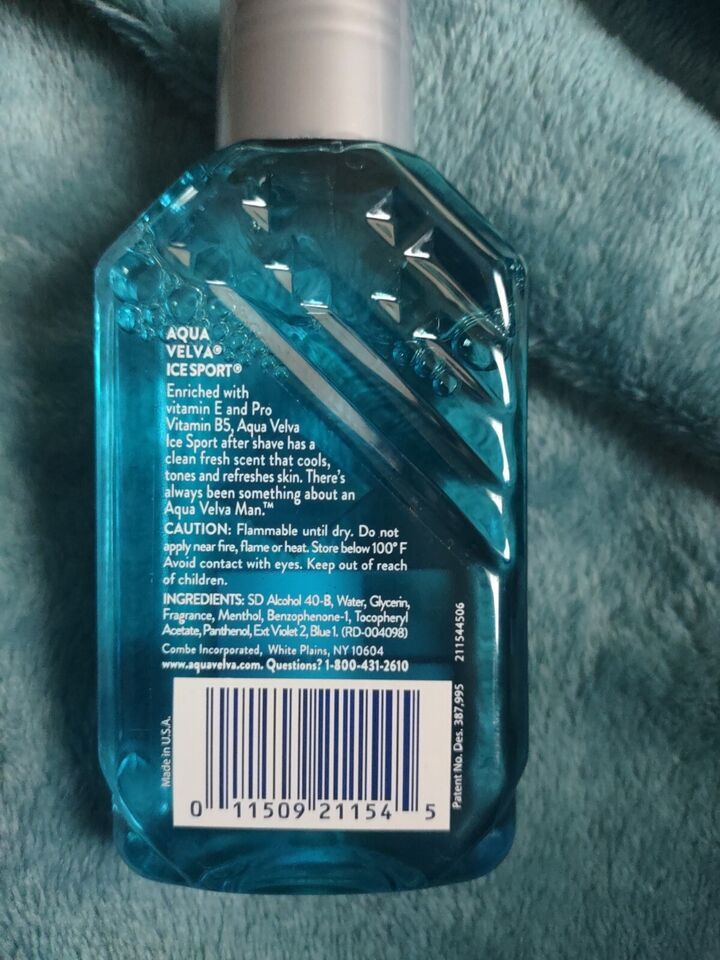 AQUA
VELVA®
ICE SPORT®
Enriched with
vitamin E and Pro
Vitamin B5, Aqua Velva
Ice Sport after shave has a
clean fresh scent that cools,
tones and refreshes skin. There's
always been something about an
Aqua Velva Man.™
CAUTION: Flammable until dry. Do not
apply near fire, flame or heat. Store below 100° F
Avoid contact with eyes. Keep out of reach
of children.
INGREDIENTS: SD Alcohol 40-B, Water, Glycerin,
Fragrance, Menthol, Benzophenone-1, Tocopheryl
Acetate, Panthenol, Ext Violet 2, Blue 1. (RD-004098)
Combe Incorporated, White Plains, NY 10604
www.aquavelva.com. Questions? 1-800-431-2610
Made in U.S.A.
0 11509 21154 5
Patent No. Des. 387,995
211544506